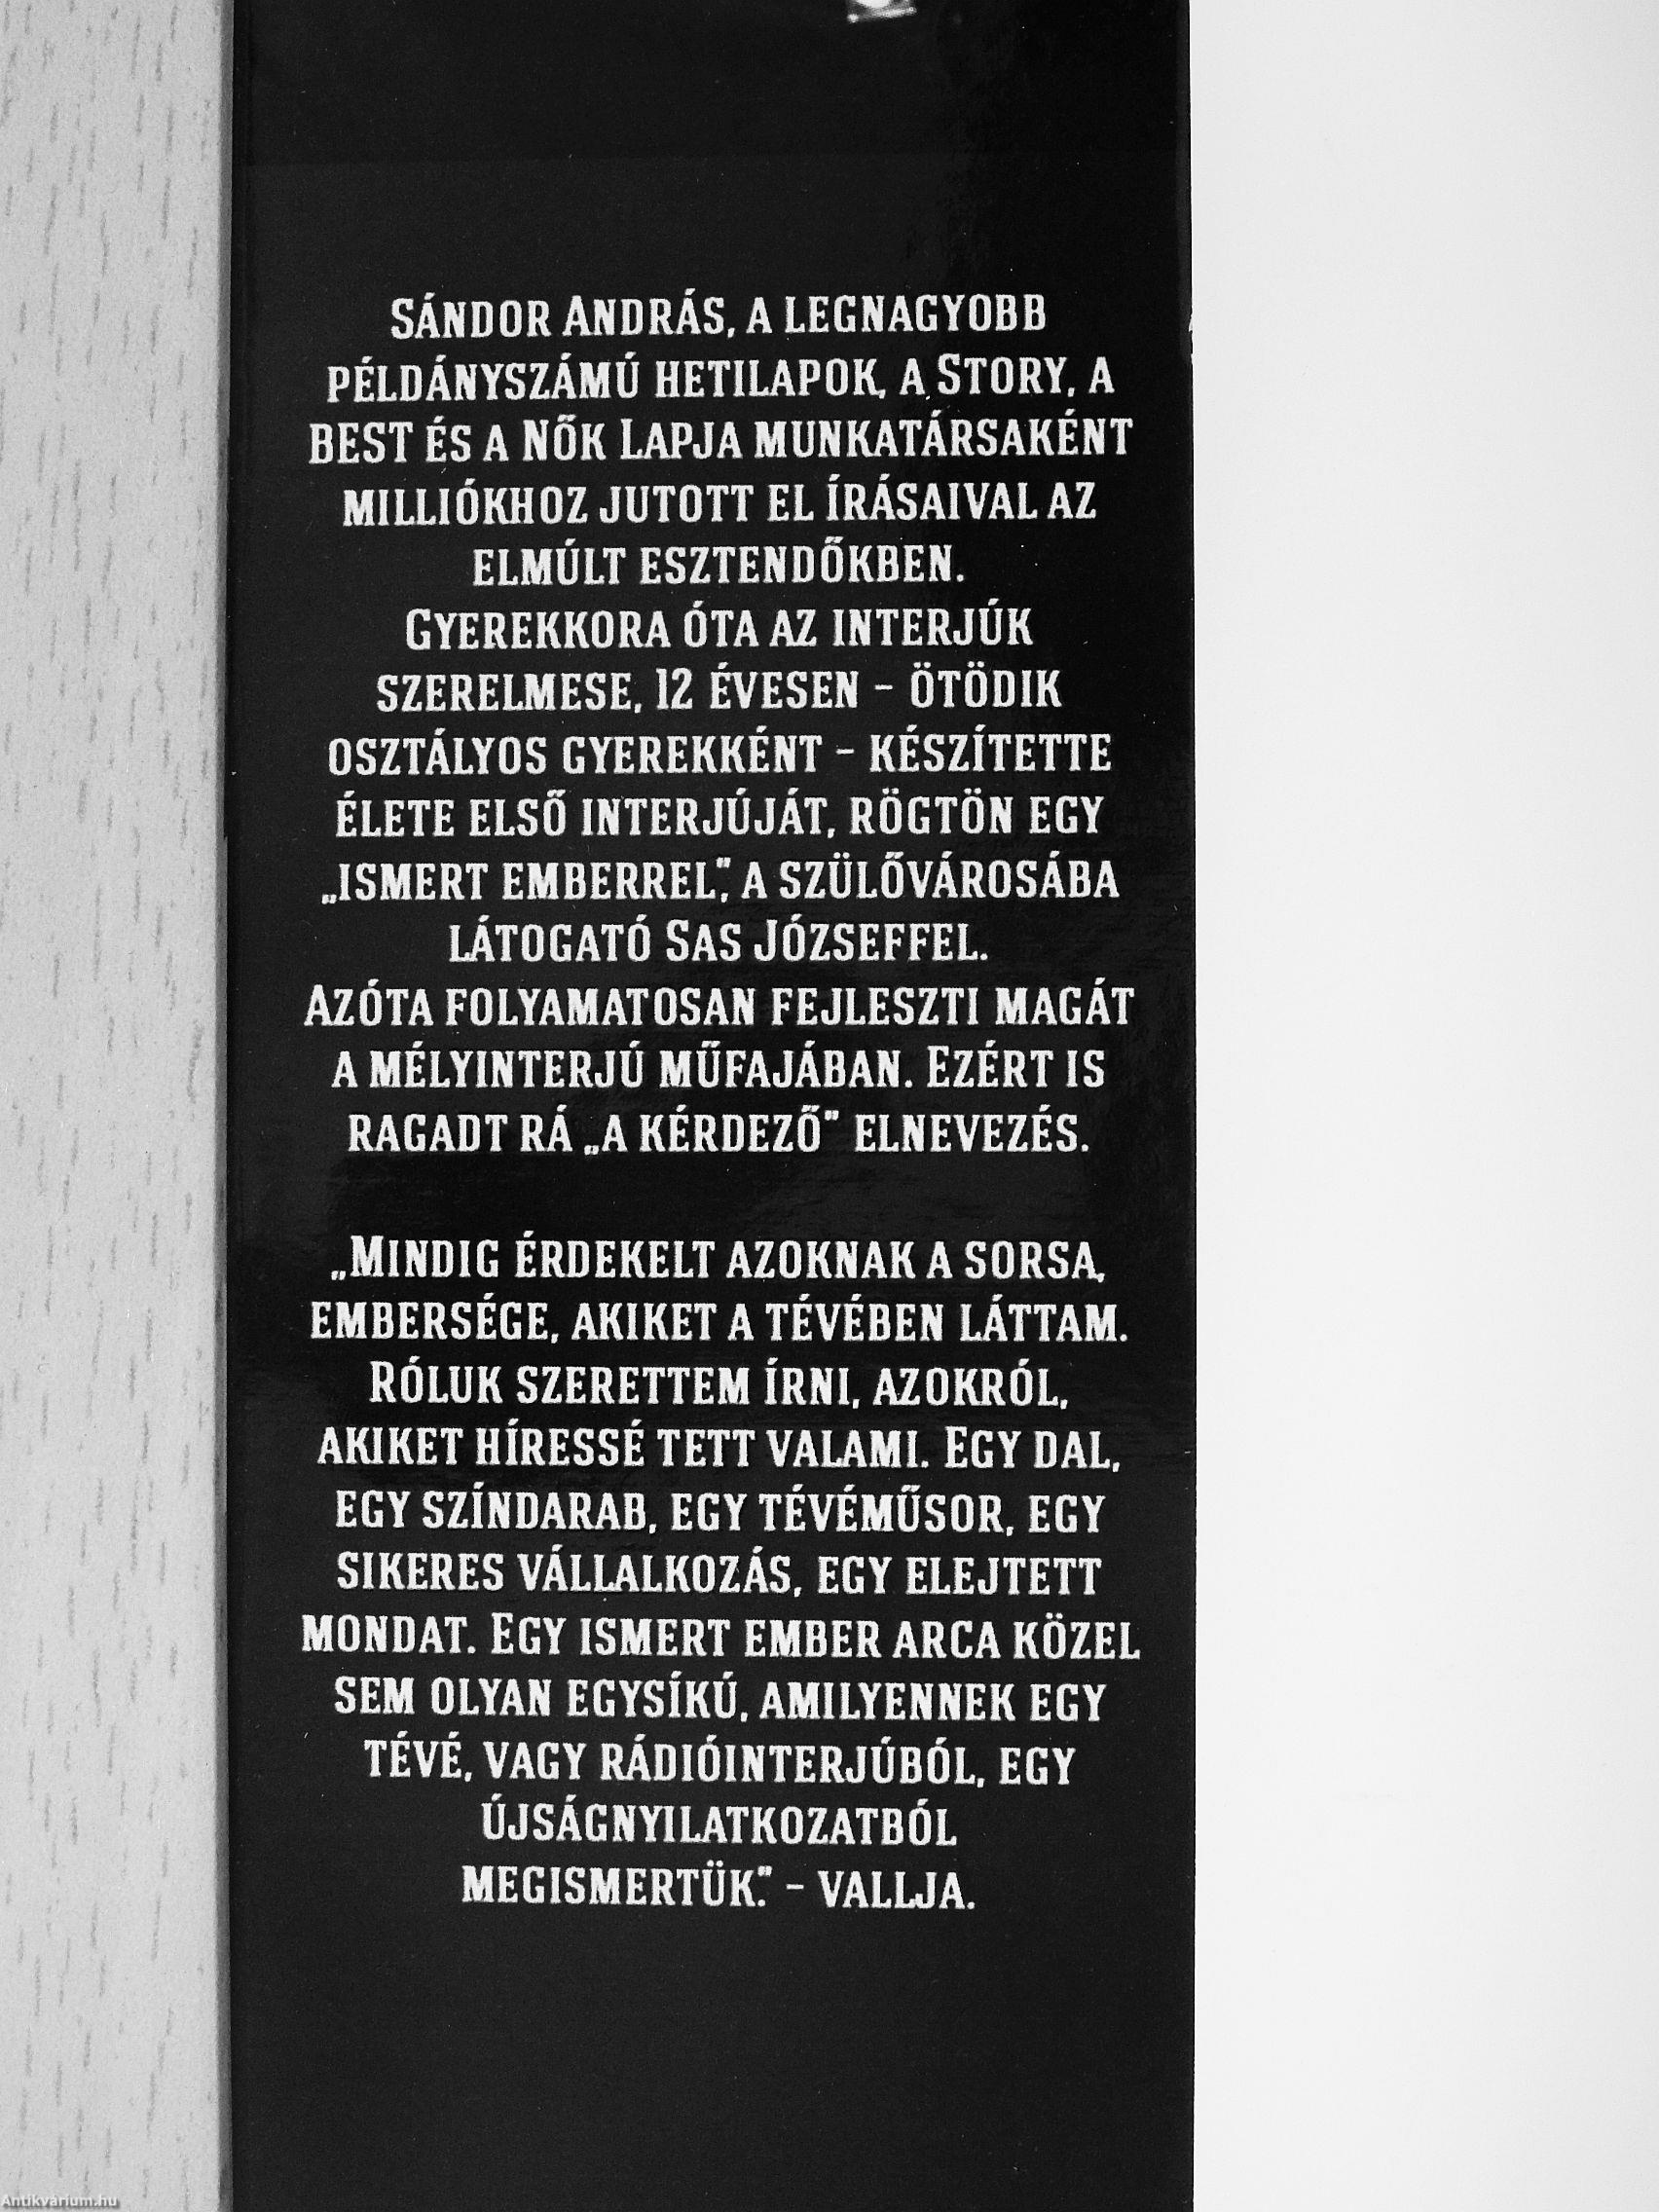 Sándor András, a legnagyobb
példányszámú hetilapok, a Story, a
best és a Nők Lapja munkatársaként
milliókhoz jutott el írásaival az
elmúlt esztendőkben.
Gyerekkora óta az interjúk
szerelmese, 12 évesen – ötödik
osztályos gyerekként – készítette
élete első interjúját, rögtön egy
„ismert emberrel”, a szülővárosába
látogató Sas Józseffel.
Azóta folyamatosan fejleszti magát
a mélyinterjú műfajában. Ezért is
ragadt rá „a kérdező” elnevezés.
„Mindig érdekelt azoknak a sorsa,
embersége, akiket a tévében láttam.
Róluk szerettem írni, azokról,
akiket híressé tett valami. Egy dal,
egy színdarab, egy tévéműsor, egy
sikeres vállalkozás, egy elejtett
mondat. Egy ismert ember arca közel
sem olyan egysíkú, amilyennek egy
tévé, vagy rádióinterjúból, egy
újságnyilatkozatból
megismertük.” – vallja.
Antikvarium.hu